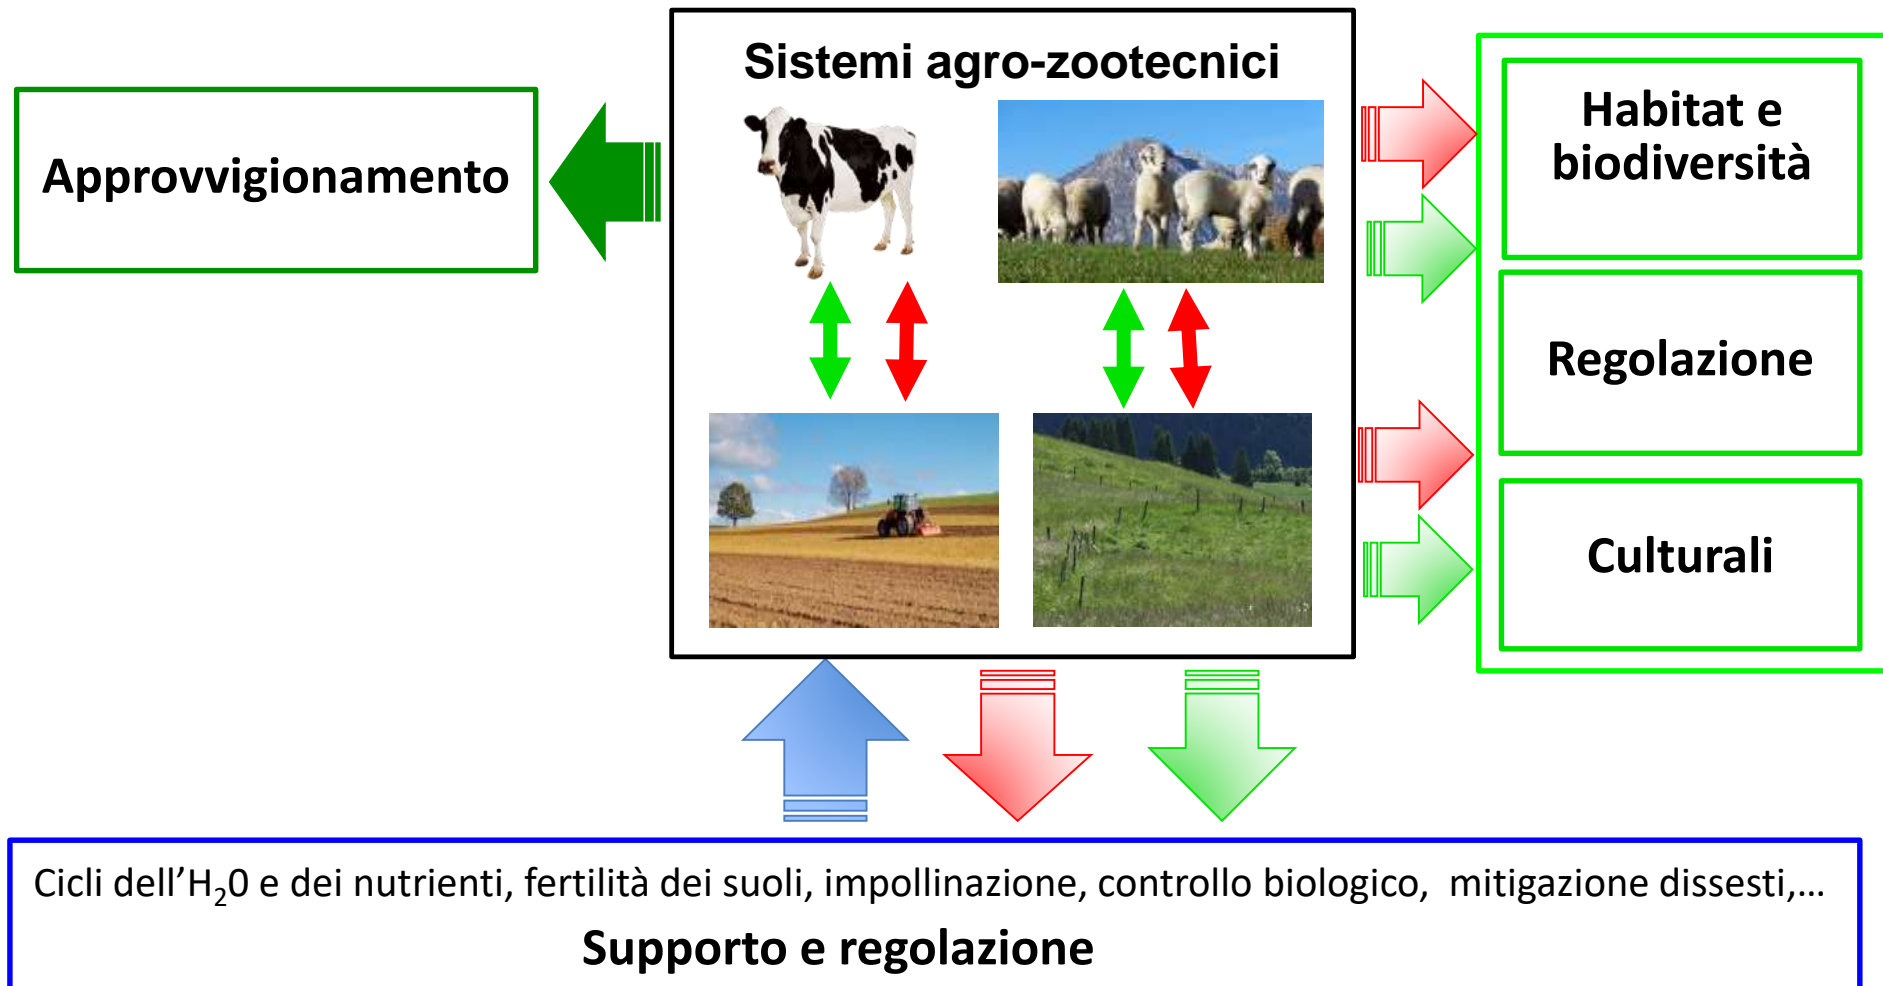 Sistemi agro-zootecnici
Approvvigionamento
Habitat e
biodiversità
Regolazione
Culturali
Cicli dell’H₂0 e dei nutrienti, fertilità dei suoli, impollinazione, controllo biologico,  mitigazione dissesti,...
Supporto e regolazione